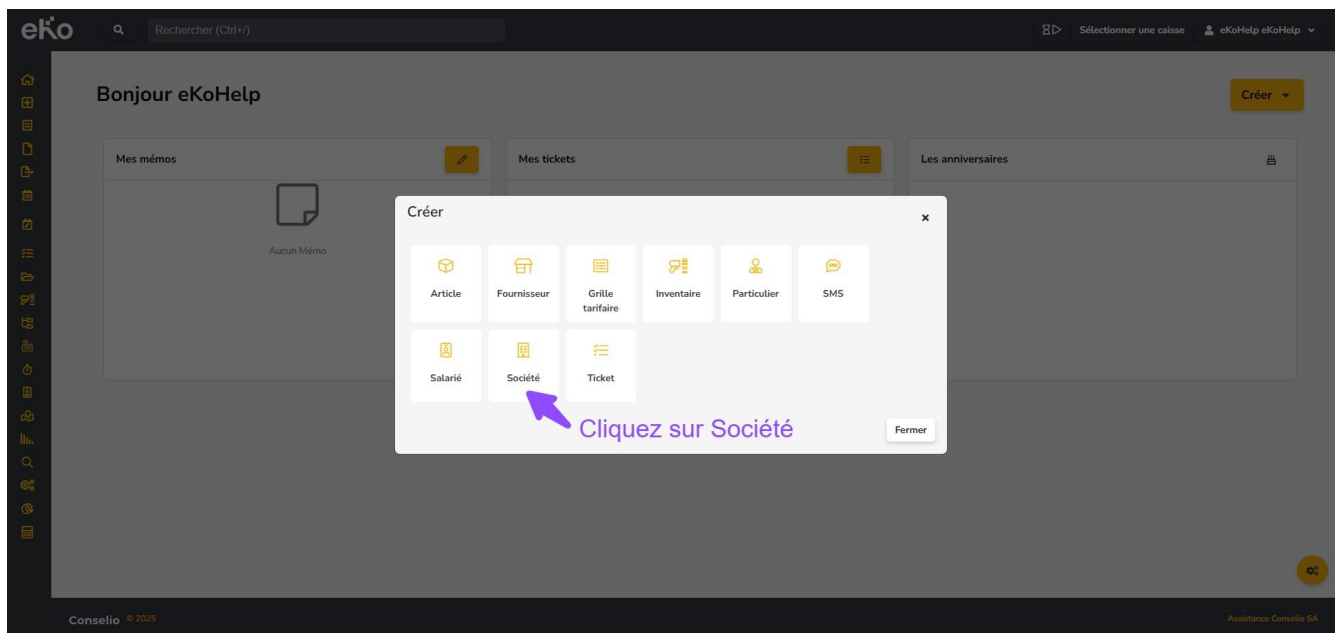 eKo
Rechercher (Ctrl+/)
Sélectionner une caisse
eKoHelp eKoHelp
Bonjour eKoHelp
Créer
Mes mémos
Mes tickets
Les anniversaires
Aucun Mémo
Créer
Article
Fournisseur
Grille
tarifaire
Inventaire
Particulier
SMS
Salarié
Société
Ticket
Cliquez sur Société
Fermer
Conselio © 2025
Assistance Conselio SA